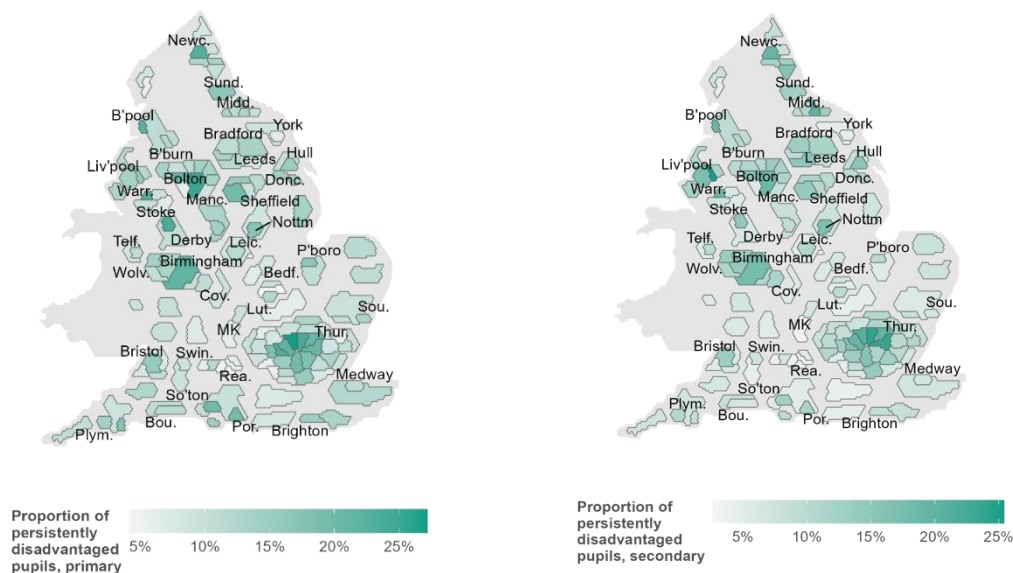 Newc.
Sund.
Midd.
B'pool
York
Bradford
B'burn
Leeds
Hull
Liv'pool
Bolton
Donc.
Warr.
Manc.
Sheffield
Stoke
Nottm
Telf.
Derby
Leic.
P'boro
Wolv.
Birmingham
Bedf.
Cov.
Lut.
Sou.
MK
Thur.
Bristol
Swin.
Rea.
Medway
So'ton
Plym.
Bou.
Por.
Brighton
Proportion of
persistently
disadvantaged
pupils, primary
5% 10% 15% 20% 25%
Newc.
Sund.
Midd.
B'pool
York
Bradford
B'burn
Leeds
Hull
Liv'pool
Bolton
Donc.
Warr.
Manc.
Sheffield
Stoke
Nottm
Telf.
Derby
Leic.
P'boro
Wolv.
Birmingham
Bedf.
Cov.
Lut.
Sou.
MK
Thur.
Bristol
Swin.
Rea.
Medway
So'ton
Plym.
Bou.
Por.
Brighton
Proportion of
persistently
disadvantaged
pupils, secondary
5% 10% 15% 20% 25%